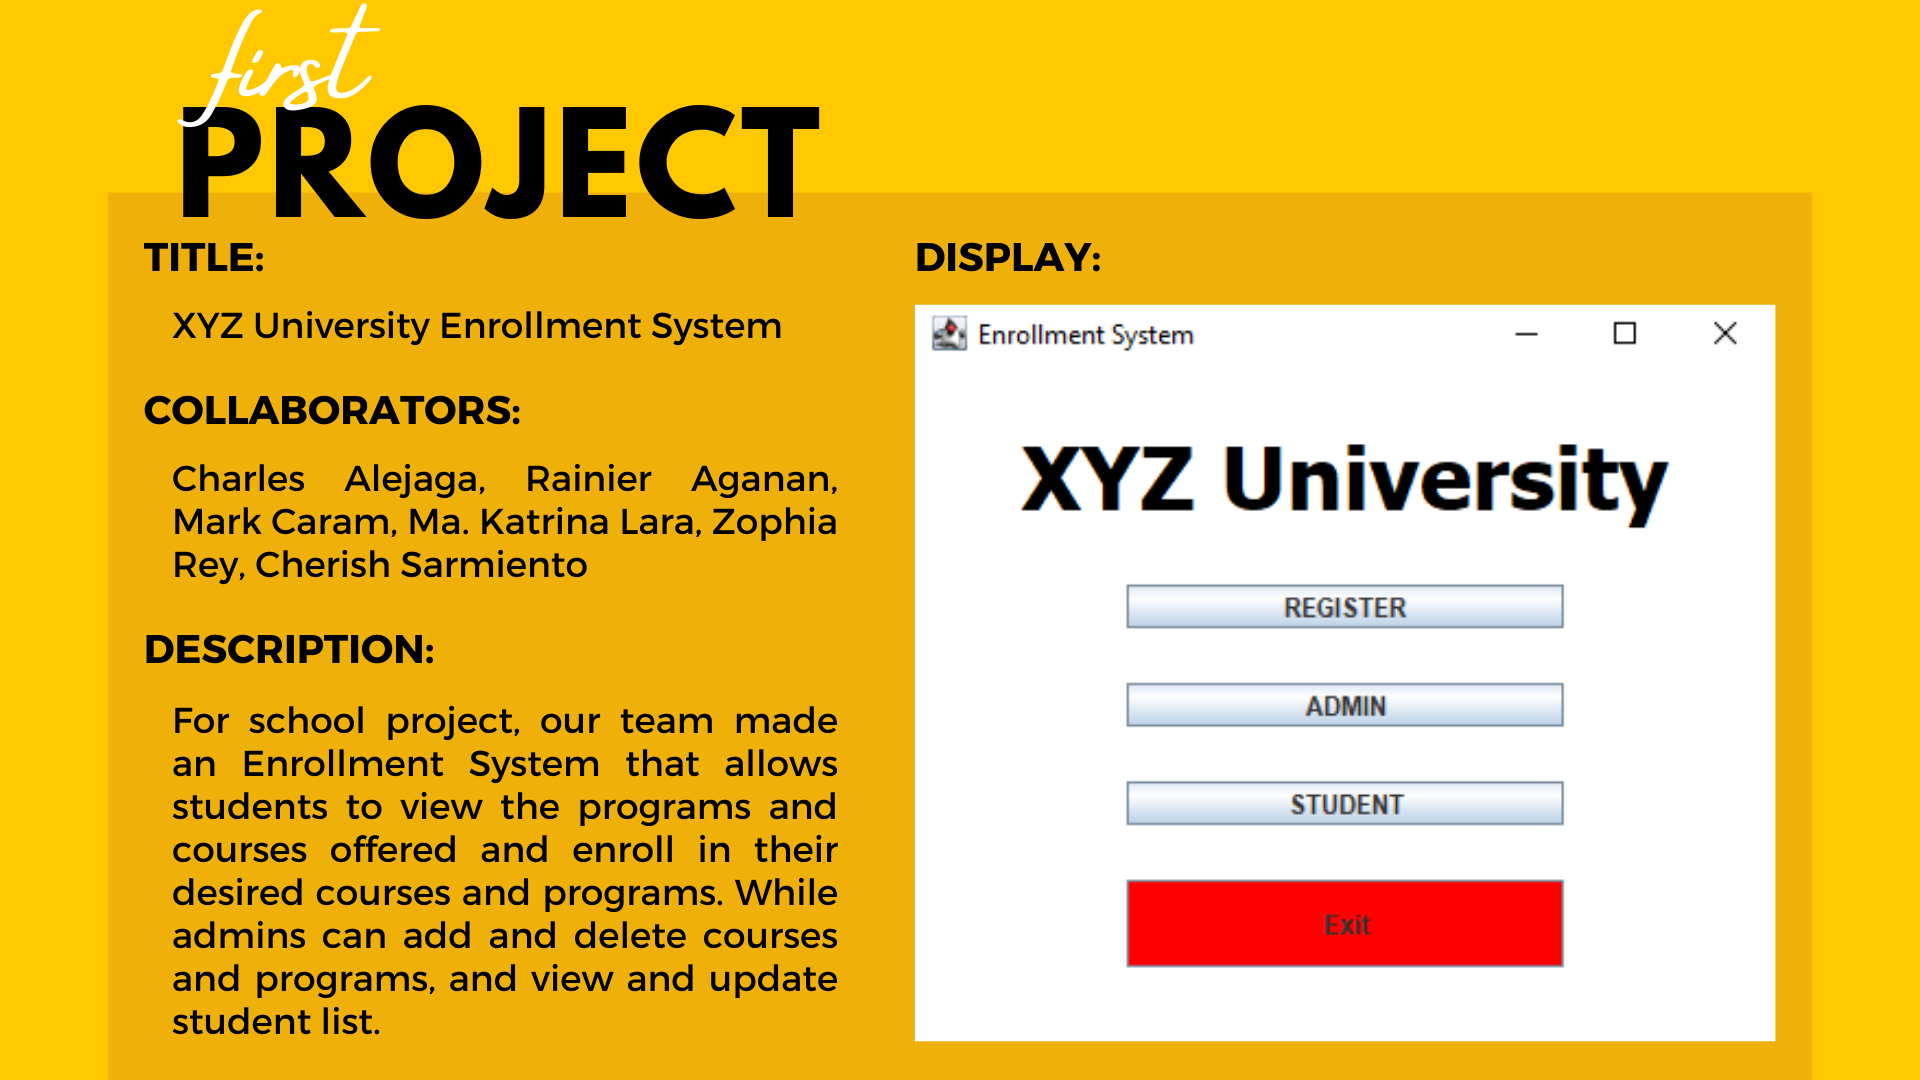 first
PROJECT
TITLE:
XYZ University Enrollment System
COLLABORATORS:
Charles Alejaga, Rainier Aganan,
Mark Caram, Ma. Katrina Lara, Zophia
Rey, Cherish Sarmiento
DESCRIPTION:
For school project, our team made
an Enrollment System that allows
students to view the programs and
courses offered and enroll in their
desired courses and programs. While
admins can add and delete courses
and programs, and view and update
student list.
DISPLAY:
Enrollment System
XYZ University
REGISTER
ADMIN
STUDENT
Exit